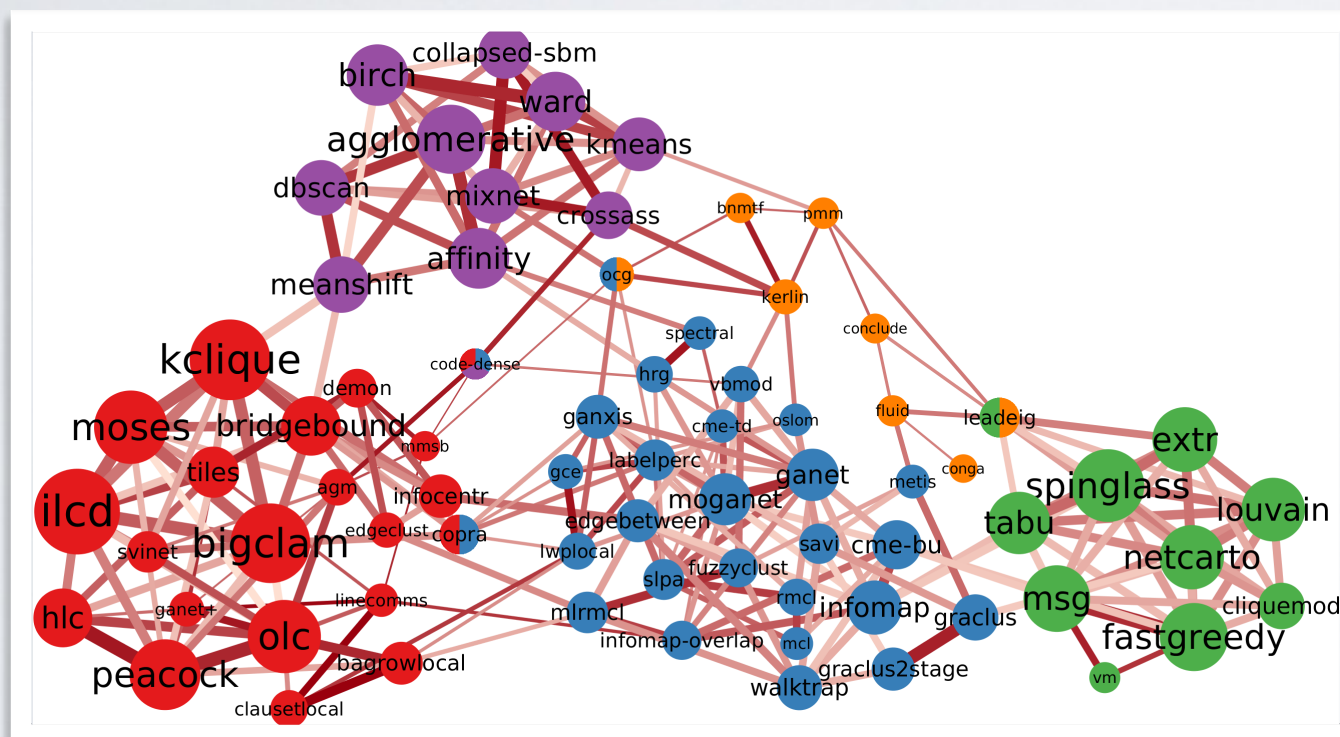 collapsed-sbm
birch
ward
agglomerative
kmeans
dbscan
mixnet
bnmtf
pmm
crossass
affinity
ocg
meanshift
kerlin
spectral
conclude
kclique
code-dense
hrg
vbmod
demon
fluid
ganxis
leadeig
moses
bridgebound
cme-td
oslom
extr
mmsb
labelperc
conga
tiles
gce
ganet
metis
spinglass
agm
infocentr
moganet
louvain
ilcd
edgebetween
tabu
edgeclust
copra
bigclam
svinet
lwplocal
savi
cme-bu
netcarto
fuzzyclust
slpa
linecomms
rmcl
msg
cliquemod
hlc
ganet+
mlrmcl
infomap
graclus
olc
infomap-overlap
mcl
fastgreedy
bagrowlocal
graclus2stage
peacock
walktrap
vm
clausetlocal